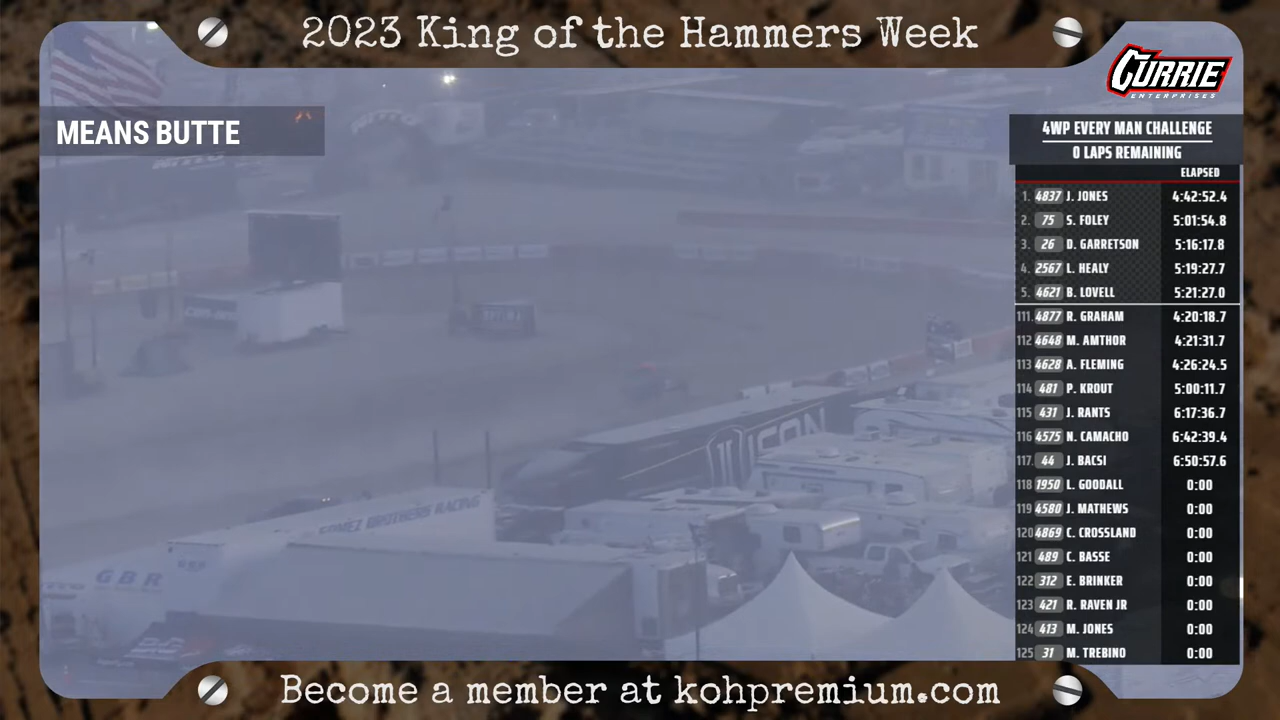 2023 King of the Hammers Week
CURRIE
ENTERPRISES
MEANS BUTTE
4WP EVERY MAN CHALLENGE
0 LAPS REMAINING
ELAPSED
1. 4837 J. JONES 4:42:52.4
2. 75 S. FOLEY 5:01:54.8
3. 26 D. GARRETSON 5:16:17.8
4. 2567 L. HEALY 5:19:27.7
5. 4621 B. LOVELL 5:21:27.0
111. 4877 R. GRAHAM 4:20:18.7
112 4648 M. AMTHOR 4:21:31.7
113 4628 A. FLEMING 4:26:24.5
114 481 P. KROUT 5:00:11.7
115 431 J. RANTS 6:17:36.7
116 4575 N. CAMACHO 6:42:39.4
117. 44 J. BACSI 6:50:57.6
118 1950 L. GOODALL 0:00
119 4580 J. MATHEWS 0:00
120 4869 C. CROSSLAND 0:00
121 489 C. BASSE 0:00
122 312 E. BRINKER 0:00
123 421 R. RAVEN JR 0:00
124 413 M. JONES 0:00
125 31 M. TREBINO 0:00
GOMEZ BROTHERS RACING
GBR
Become a member at kohpremium.com